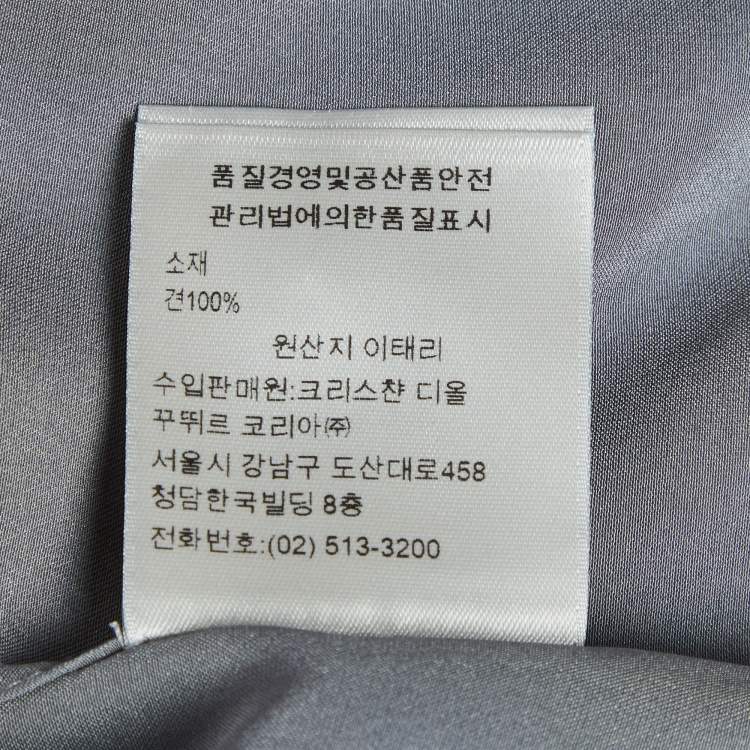 품질경영및공산품안전
관리법에의한품질표시
소재
견100%
원산지 이태리
수입판매원:크리스챤 디올
꾸뛰르 코리아㈜
서울시 강남구 도산대로458
청담한국빌딩 8층
전화번호:(02) 513-3200